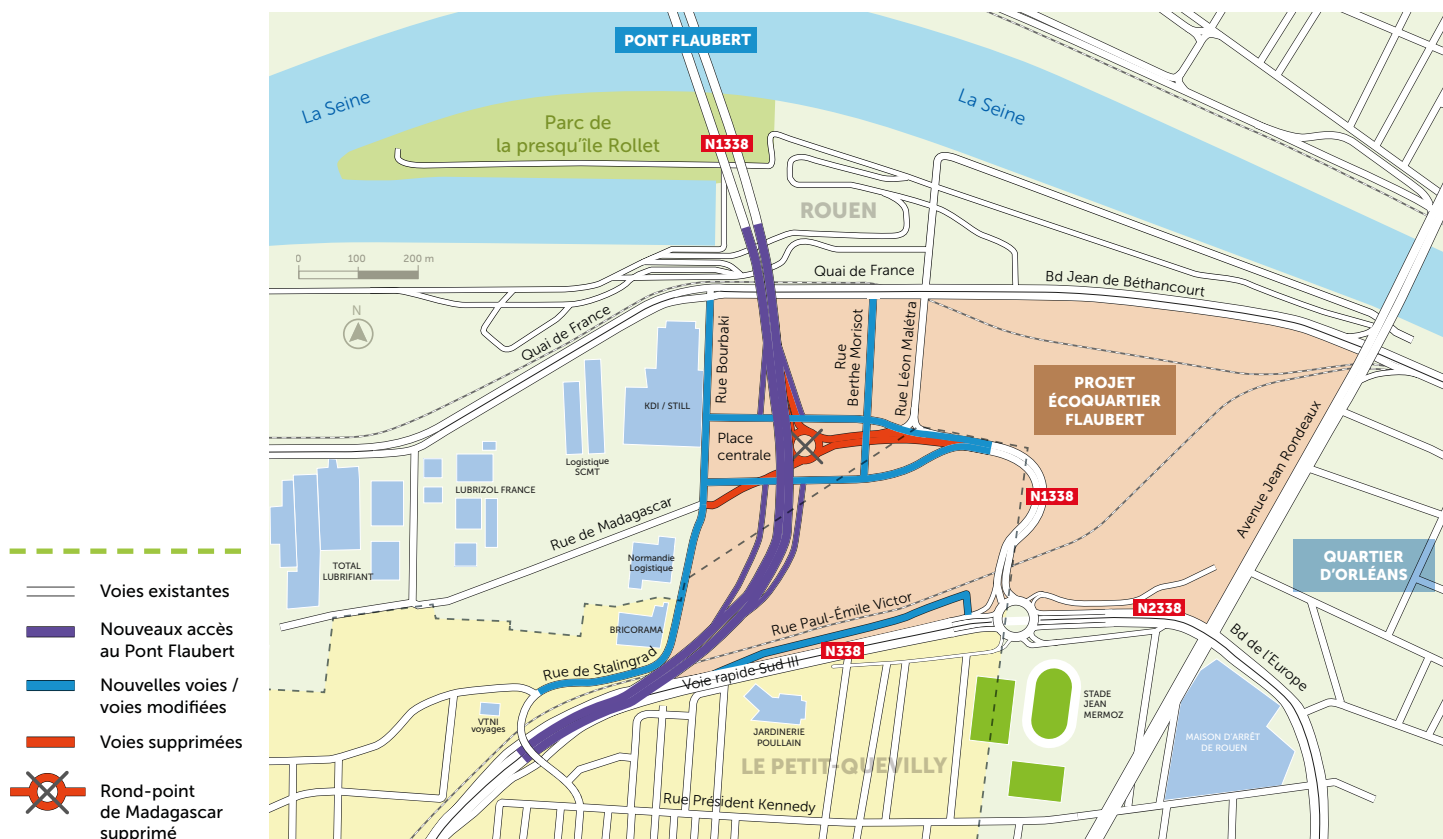 PONT FLAUBERT
La Seine
La Seine
Parc de
la presqu'île Rollet
N1338
ROUEN
0
100
200 m
N
Quai de France
Bd Jean de Béthancourt
Quai de France
Rue Bourbaki
Rue
Berthe Morisot
Rue Léon Malétra
PROJET
ÉCOQUARTIER
FLAUBERT
KDI / STILL
Place
centrale
Logistique
SCMT
LUBRIZOL FRANCE
Avenue Jean Rondeaux
N1338
Rue de Madagascar
TOTAL
LUBRIFIANT
Normandie
Logistique
QUARTIER
D'ORLÉANS
BRICORAMA
Rue Paul-Émile Victor
N2338
N338
Rue de Stalingrad
Voie rapide Sud III
Bd de l'Europe
VTNI
voyages
JARDINERIE
POULLAIN
STADE
JEAN
MERMOZ
MAISON D'ARRÊT
DE ROUEN
LE PETIT-QUEVILLY
Rue Président Kennedy
Voies existantes
Nouveaux accès
au Pont Flaubert
Nouvelles voies /
voies modifiées
Voies supprimées
Rond-point
de Madagascar
supprimé